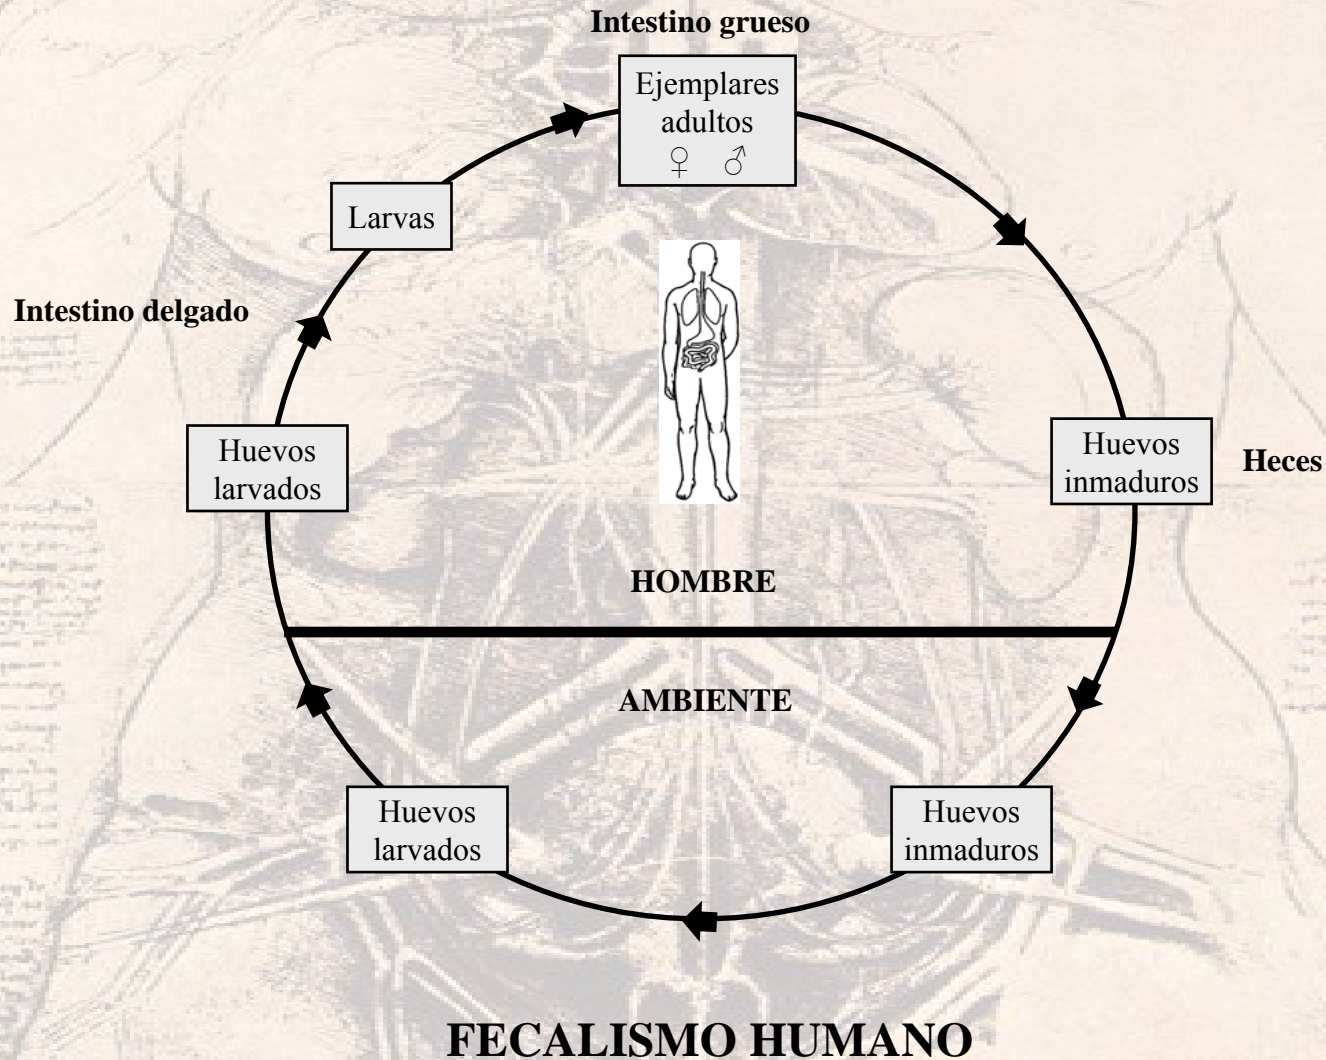 Intestino grueso
Ejemplares
adultos
♀ ♂
Larvas
Intestino delgado
Huevos
larvados
Huevos
inmaduros
Heces
HOMBRE
AMBIENTE
Huevos
larvados
Huevos
inmaduros
FECALISMO HUMANO